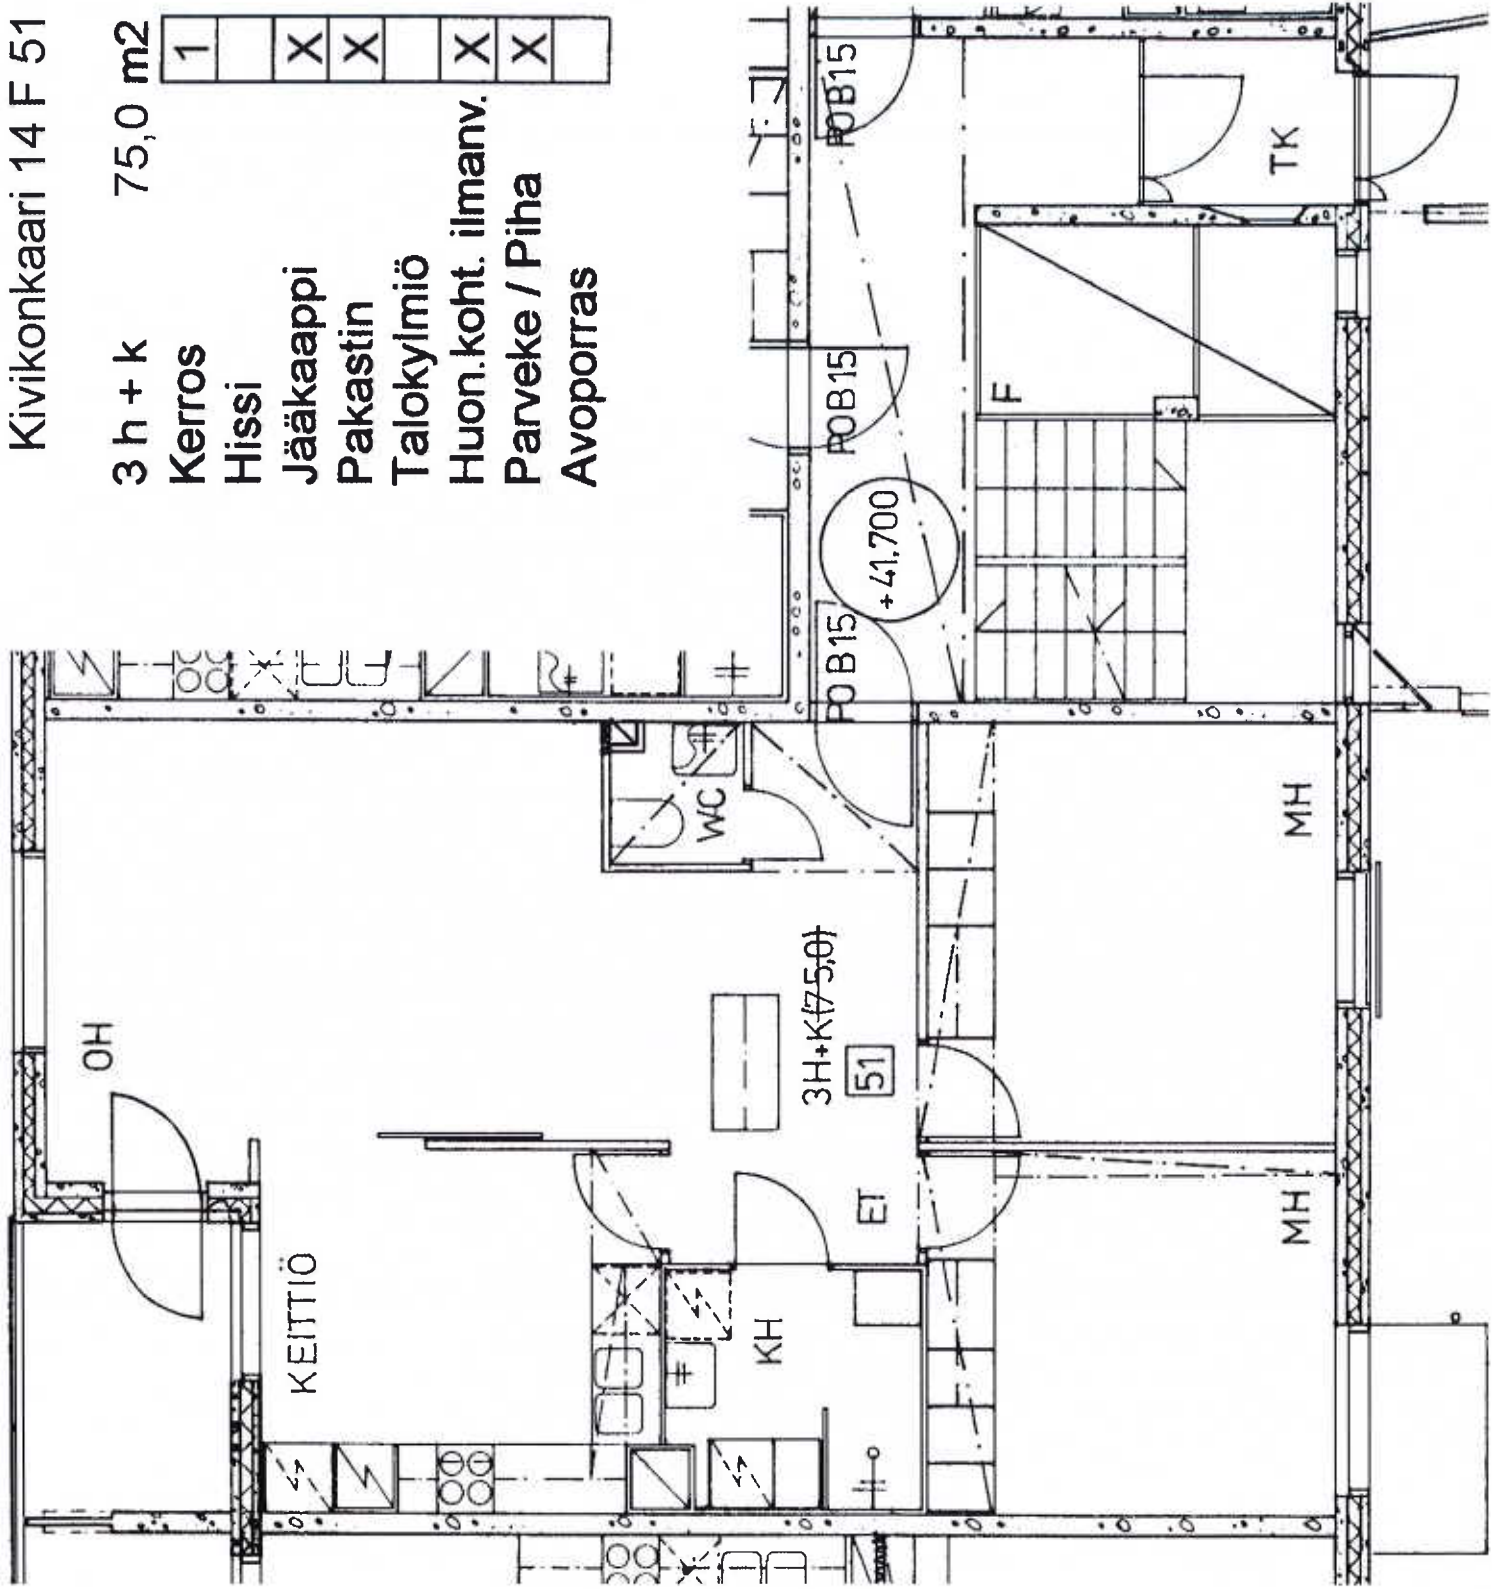 Kivikonkaari 14 F 51
3 h + k 75,0 m2
Kerros 1
Hissi
Jääkaappi X
Pakastin X
Talokylmiö
Huon.koht. ilmanv. X
Parveke / Piha X
Avoporras
OH
KEITTIÖ
WC
KH
3H+K(75,0)
51
ET
MH
MH
POB15
POB15
POB15
+41.700
F
TK